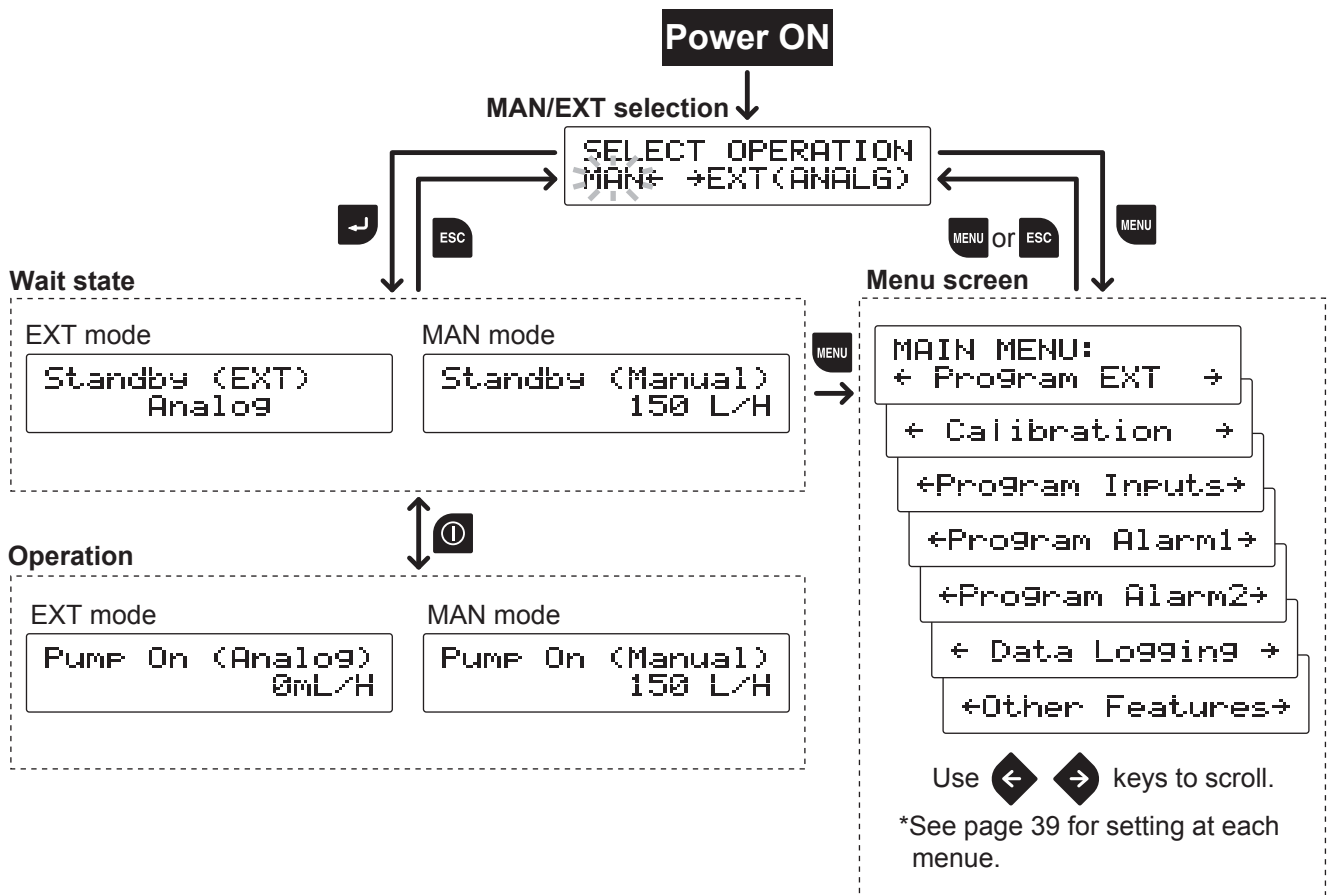 Power ON
MAN/EXT selection
SELECT OPERATION
MAN← →EXT(ANALG)
ESC
MENU or ESC
MENU
Wait state
EXT mode
Standby (EXT)
Analog
MAN mode
Standby (Manual)
150 L/H
MENU
Menu screen
MAIN MENU:
← Program EXT →
← Calibration →
←Program Inputs→
←Program Alarm1→
←Program Alarm2→
← Data Logging →
←Other Features→
Use ← → keys to scroll.
*See page 39 for setting at each
menue.
Operation
EXT mode
Pump On (Analog)
0mL/H
MAN mode
Pump On (Manual)
150 L/H